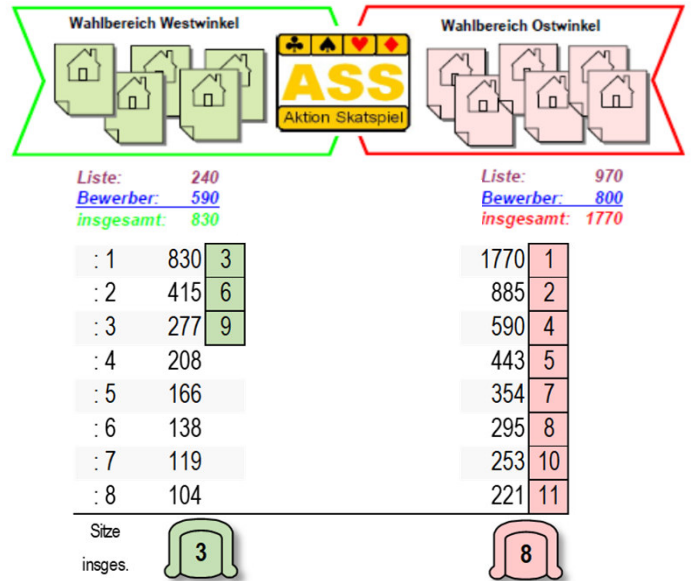 Wahlbereich Westwinkel
Wahlbereich Ostwinkel
ASS
Aktion Skatspiel
Liste: 240
Bewerber: 590
insgesamt: 830
Liste: 970
Bewerber: 800
insgesamt: 1770
: 1 830 3 1770 1
: 2 415 6 885 2
: 3 277 9 590 4
: 4 208 443 5
: 5 166 354 7
: 6 138 295 8
: 7 119 253 10
: 8 104 221 11
Sitze
insges. 3 8